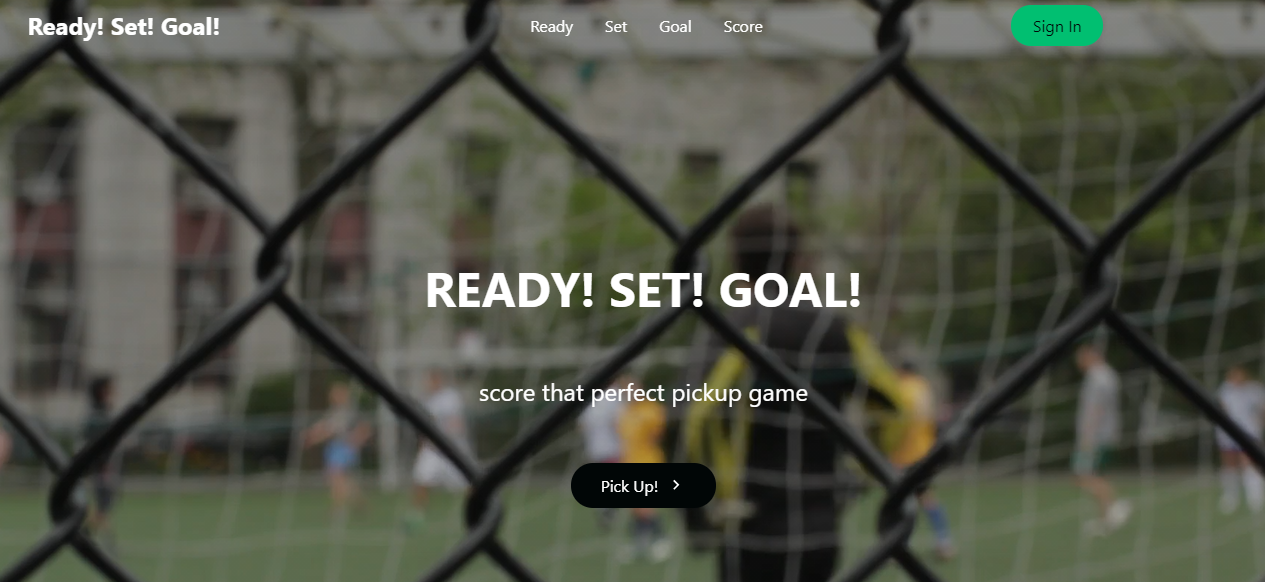 Ready! Set! Goal!
Ready Set Goal Score
Sign In
READY! SET! GOAL!
score that perfect pickup game
Pick Up!